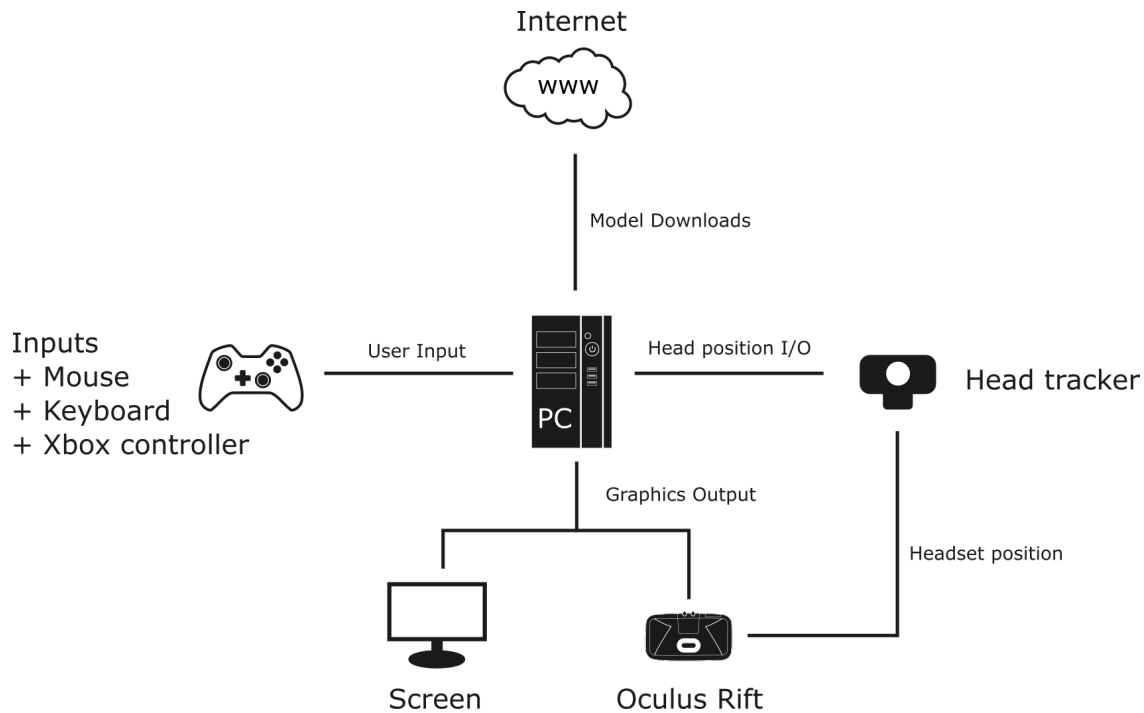 Internet
www
Model Downloads
Inputs
+ Mouse
+ Keyboard
+ Xbox controller
User Input
PC
Head position I/O
Head tracker
Graphics Output
Headset position
Screen
Oculus Rift